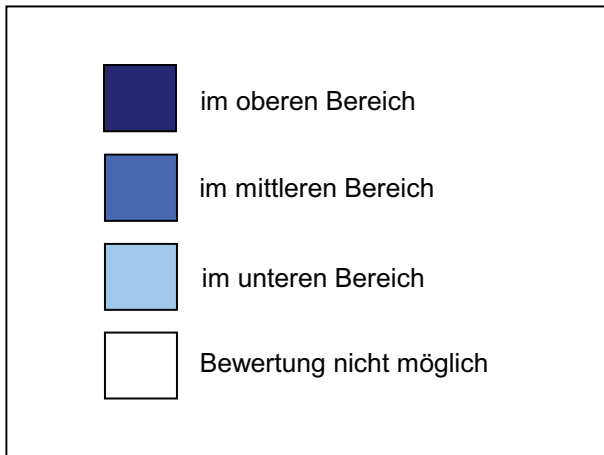 im oberen Bereich
im mittleren Bereich
im unteren Bereich
Bewertung nicht möglich